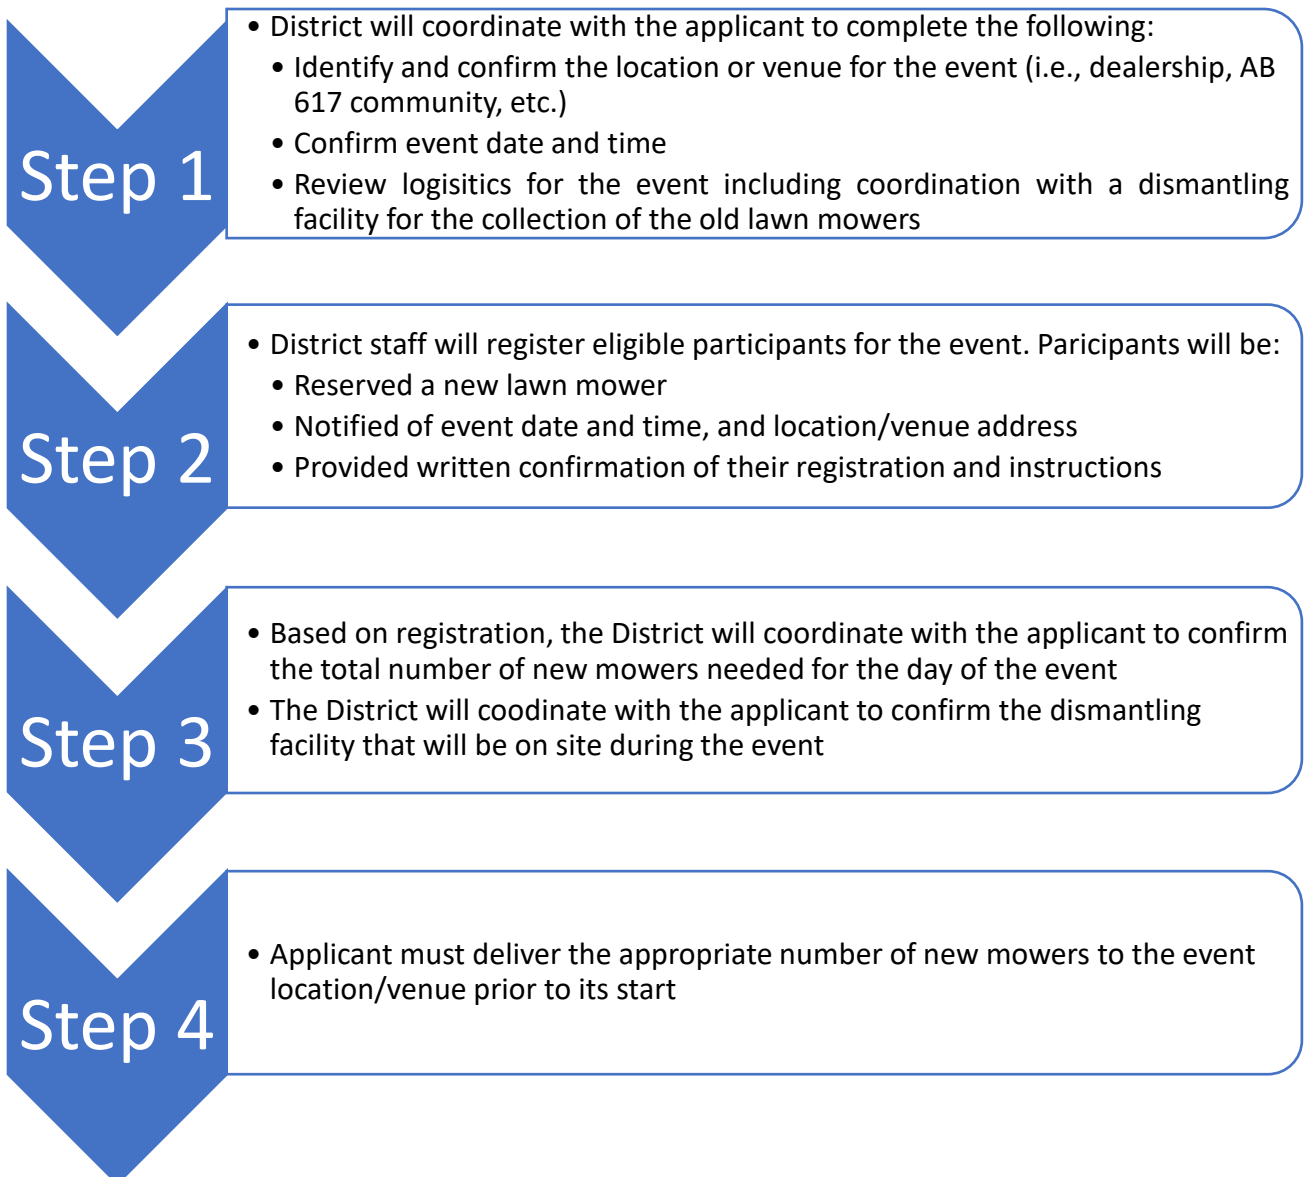 Step 1
• District will coordinate with the applicant to complete the following:
• Identify and confirm the location or venue for the event (i.e., dealership, AB
617 community, etc.)
• Confirm event date and time
• Review logisitics for the event including coordination with a dismantling
facility for the collection of the old lawn mowers
Step 2
• District staff will register eligible participants for the event. Paricipants will be:
• Reserved a new lawn mower
• Notified of event date and time, and location/venue address
• Provided written confirmation of their registration and instructions
Step 3
• Based on registration, the District will coordinate with the applicant to confirm
the total number of new mowers needed for the day of the event
• The District will coodinate with the applicant to confirm the dismantling
facility that will be on site during the event
Step 4
• Applicant must deliver the appropriate number of new mowers to the event
location/venue prior to its start